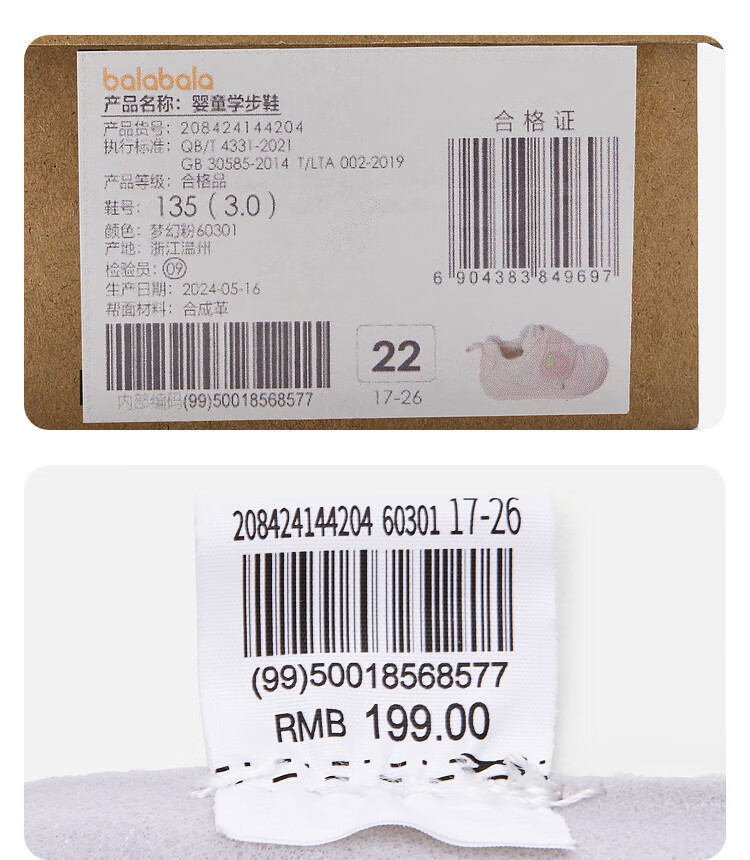 balabala
产品名称：婴童学步鞋
产品货号：208424144204
执行标准：QB/T 4331-2021
GB 30585-2014 T/LTA 002-2019
产品等级：合格品
鞋号：135（3.0）
颜色：梦幻粉60301
产地：浙江温州
检验员：09
生产日期：2024-05-16
帮面材料：合成革
内部编码(99)50018568577
22
17-26
合格证
6 904383 849697
208424144204 60301 17-26
(99)50018568577
RMB 199.00